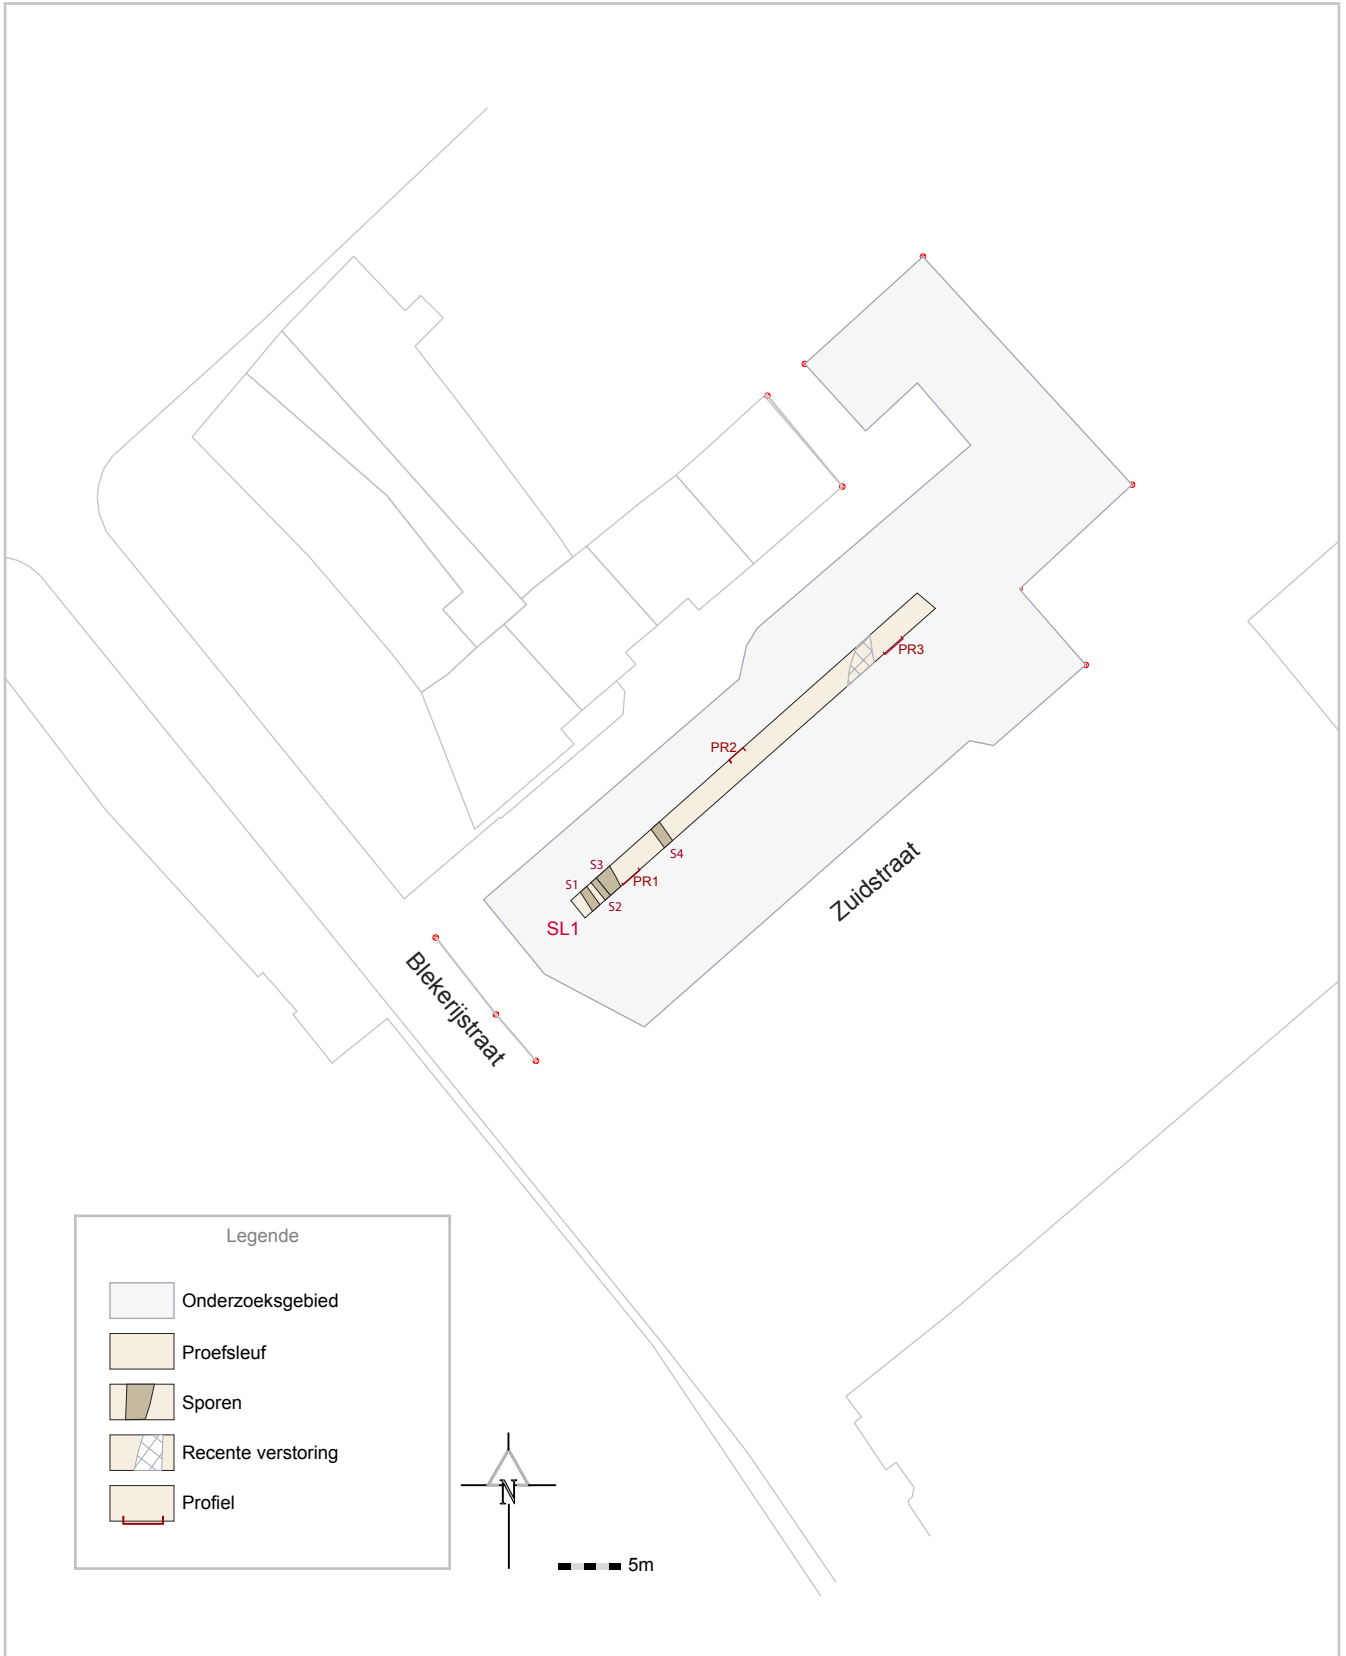 PR3
PR2
S4
S3
PR1
S1
S2
SL1
Zuidstraat
Blekerijstraat
Legende
Onderzoeksgebied
Proefsleuf
Sporen
Recente verstoring
Profiel
N
5m